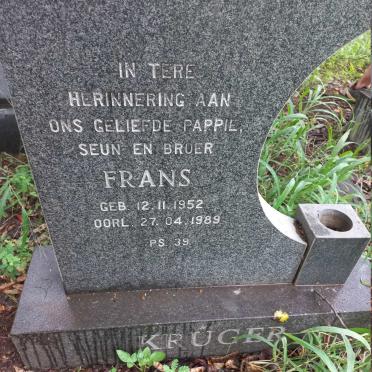 IN TERE
HERINNERING AAN
ONS GELIEFDE PAPPIE,
SEUN EN BROER
FRANS
GEB. 12.11.1952
OORL. 27.04.1989
PS. 39
KRÜGER